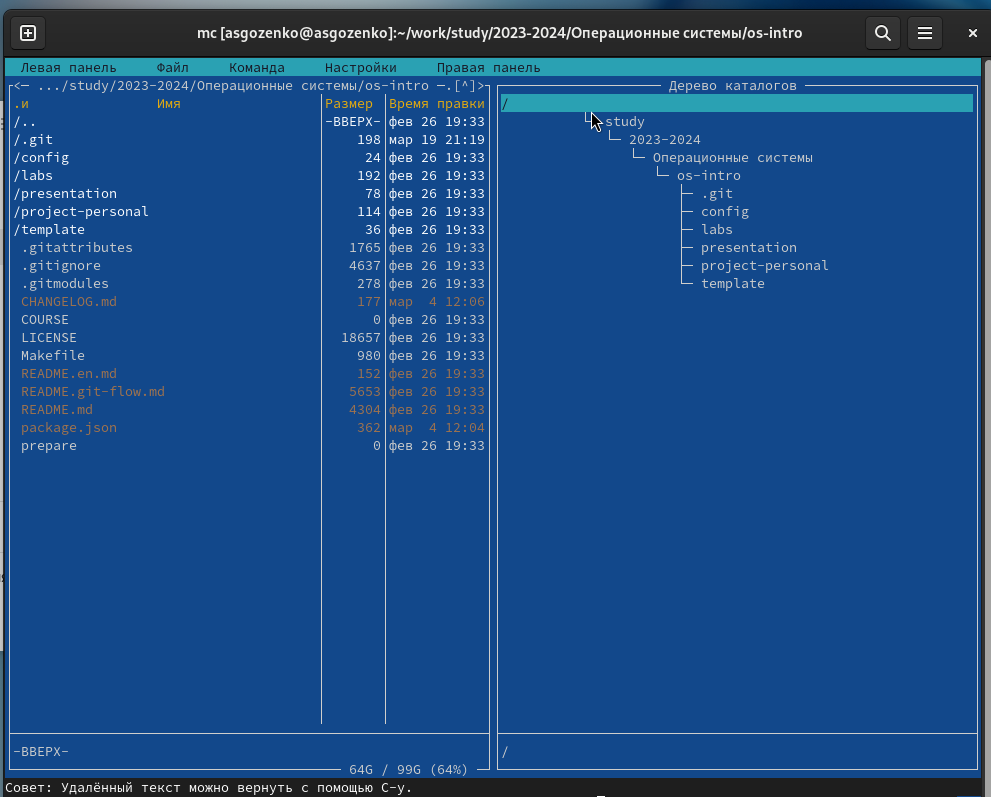 mc [asgozenko@asgozenko]:~/work/study/2023-2024/Операционные системы/os-intro
Левая панель Файл Команда Настройки Правая панель
<─ .../study/2023-2024/Операционные системы/os-intro ─.[^]>
.и Имя Размер Время правки
/.. -ВВЕРХ- фев 26 19:33
/.git 198 мар 19 21:19
/config 24 фев 26 19:33
/labs 192 фев 26 19:33
/presentation 78 фев 26 19:33
/project-personal 114 фев 26 19:33
/template 36 фев 26 19:33
.gitattributes 1765 фев 26 19:33
.gitignore 4637 фев 26 19:33
.gitmodules 278 фев 26 19:33
CHANGELOG.md 177 мар 4 12:06
COURSE 0 фев 26 19:33
LICENSE 18657 фев 26 19:33
Makefile 980 фев 26 19:33
README.en.md 152 фев 26 19:33
README.git-flow.md 5653 фев 26 19:33
README.md 4304 фев 26 19:33
package.json 362 мар 4 12:04
prepare 0 фев 26 19:33
-ВВЕРХ-
64G / 99G (64%)
Дерево каталогов
/
study
2023-2024
Операционные системы
os-intro
.git
config
labs
presentation
project-personal
template
/
Совет: Удалённый текст можно вернуть с помощью C-y.